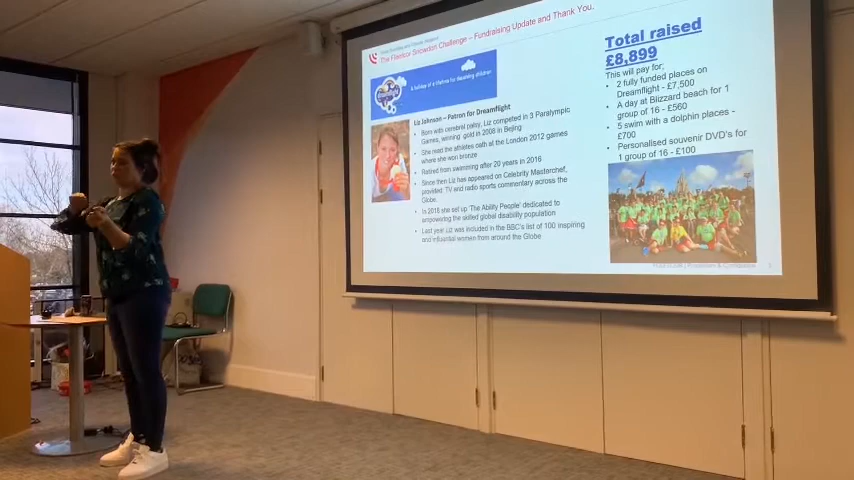 The Filamcor Snowdon Challenge – Fundraising Update and Thank You.
A holiday of a lifetime for deserving children
Liz Johnson – Patron for Dreamflight
• Born with cerebral palsy, Liz competed in 3 Paralympic
Games, winning gold in 2008 in Beijing
• She read the athletes oath at the London 2012 games,
where she won bronze
• Retired from swimming after 20 years in 2016
• Since then Liz has appeared on Celebrity Masterchef,
provided TV and radio sports commentary across the
Globe.
• In 2018 she set up 'The Ability People' dedicated to
empowering the skilled global disability population
• Last year Liz was included in the BBC's list of 100 inspiring
and influential women from around the Globe
Total raised
£8,899
This will pay for;
• 2 fully funded places on
Dreamflight - £7,500
• A day at Blizzard beach for 1
group of 16 - £560
• 5 swim with a dolphin places -
£700
• Personalised souvenir DVD's for
1 group of 16 - £100